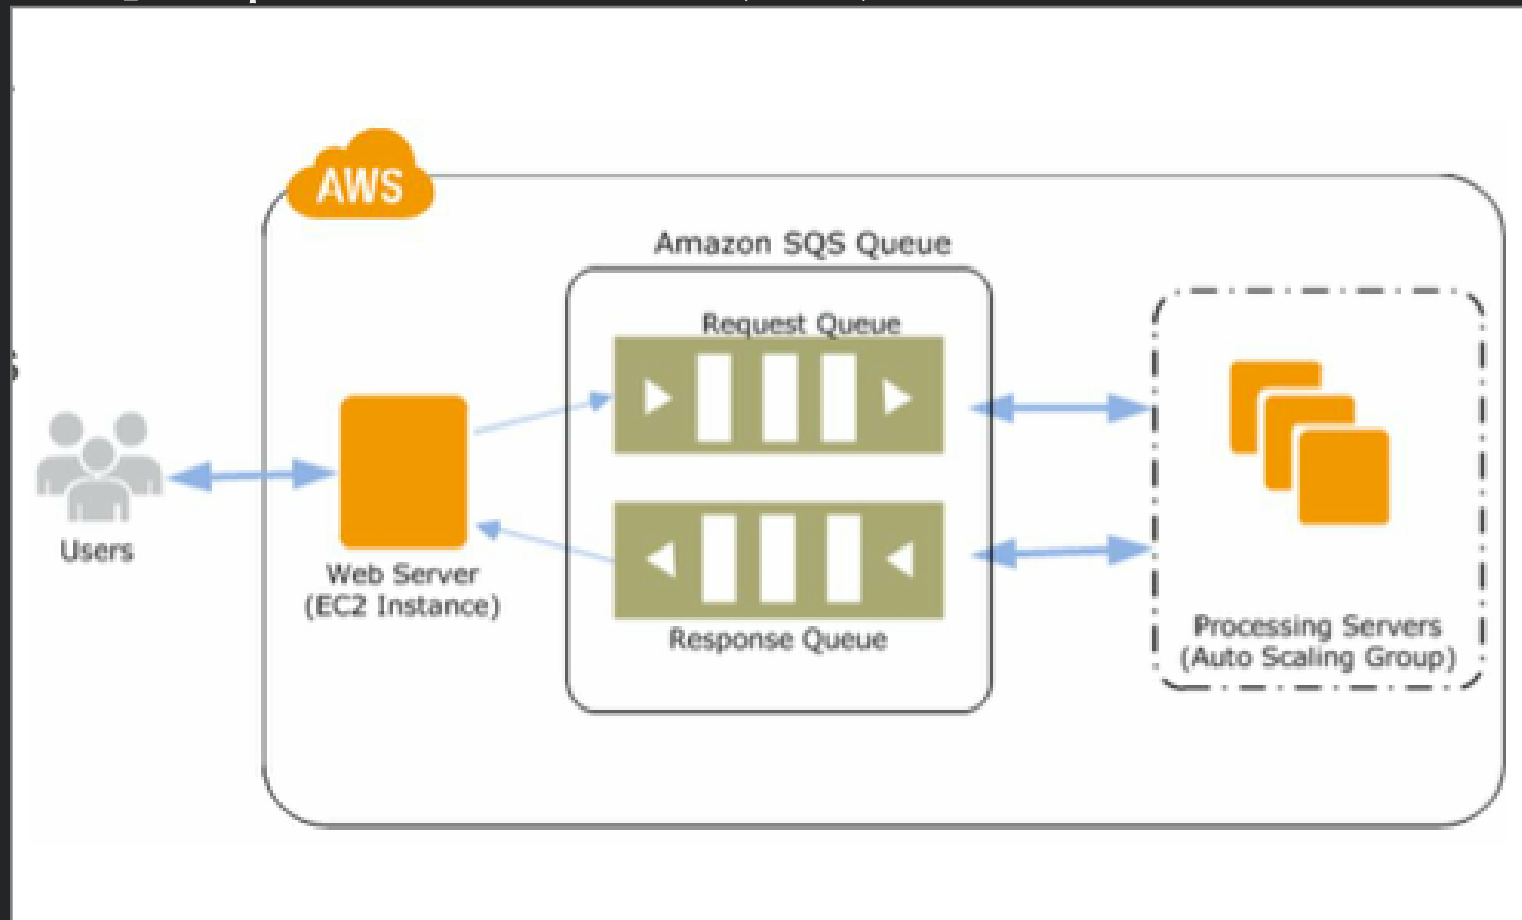 AWS
Amazon SQS Queue
Request Queue
Users
Web Server
(EC2 Instance)
Response Queue
Processing Servers
(Auto Scaling Group)